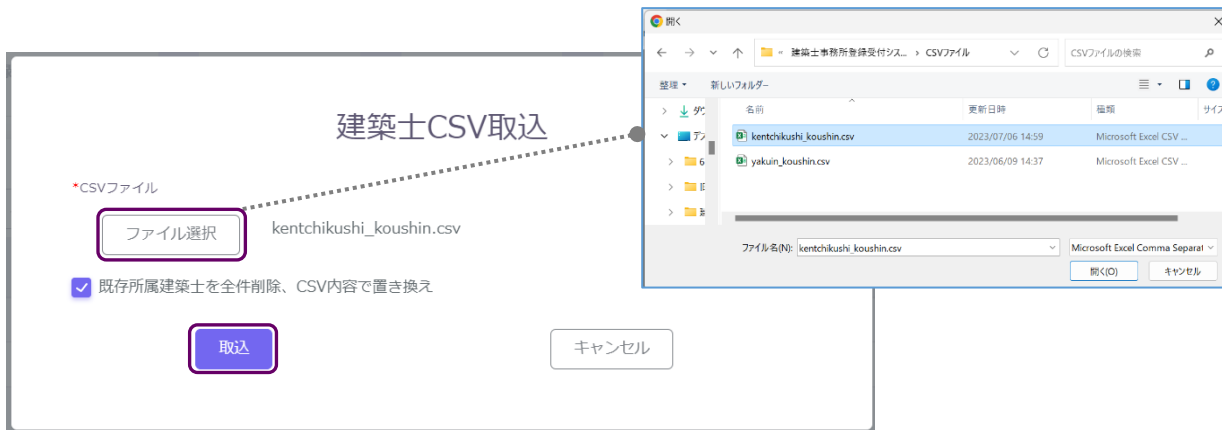 建築士CSV取込
*CSVファイル
ファイル選択
kentchikushi_koushin.csv
既存所属建築士を全件削除、CSV内容で置き換え
取込
キャンセル
開く
« 建築士事務所登録受付シス... › CSVファイル
CSVファイルの検索
整理
新しいフォルダー
名前
更新日時
種類
サイズ
kentchikushi_koushin.csv
2023/07/06 14:59
Microsoft Excel CSV ...
yakuin_koushin.csv
2023/06/09 14:37
Microsoft Excel CSV ...
ファイル名(N):
kentchikushi_koushin.csv
Microsoft Excel Comma Separat
開く(O)
キャンセル